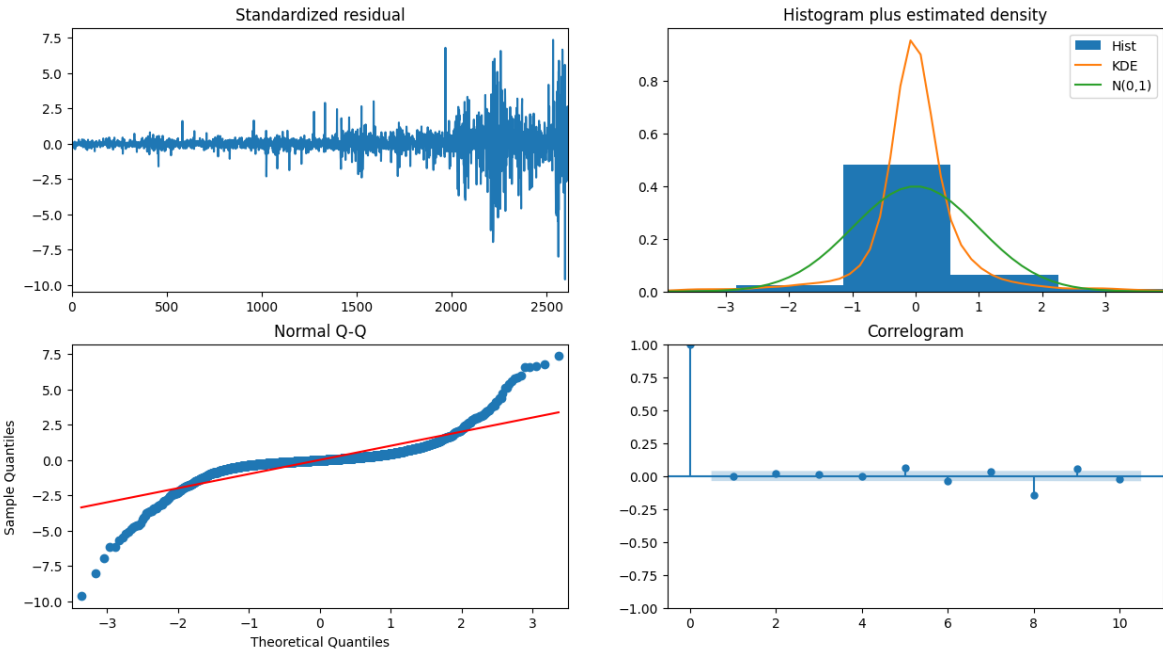 Standardized residual
7.5
5.0
2.5
0.0
−2.5
−5.0
−7.5
−10.0
0 500 1000 1500 2000 2500
Histogram plus estimated density
Hist
KDE
N(0,1)
0.8
0.6
0.4
0.2
0.0
−3 −2 −1 0 1 2 3
Normal Q-Q
Sample Quantiles
7.5
5.0
2.5
0.0
−2.5
−5.0
−7.5
−10.0
−3 −2 −1 0 1 2 3
Theoretical Quantiles
Correlogram
1.00
0.75
0.50
0.25
0.00
−0.25
−0.50
−0.75
−1.00
0 2 4 6 8 10